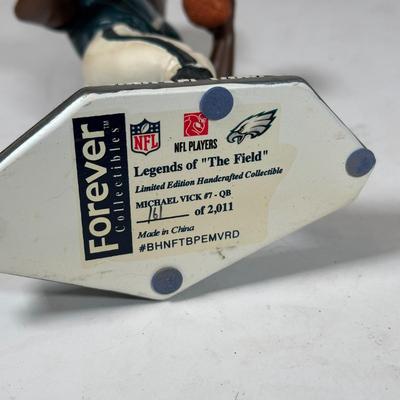 Forever
Collectibles
NFL
NFL PLAYERS
Legends of "The Field"
Limited Edition Handcrafted Collectible
MICHAEL VICK #7 - QB
161 of 2,011
Made in China
#BHNFTBPEMVRD